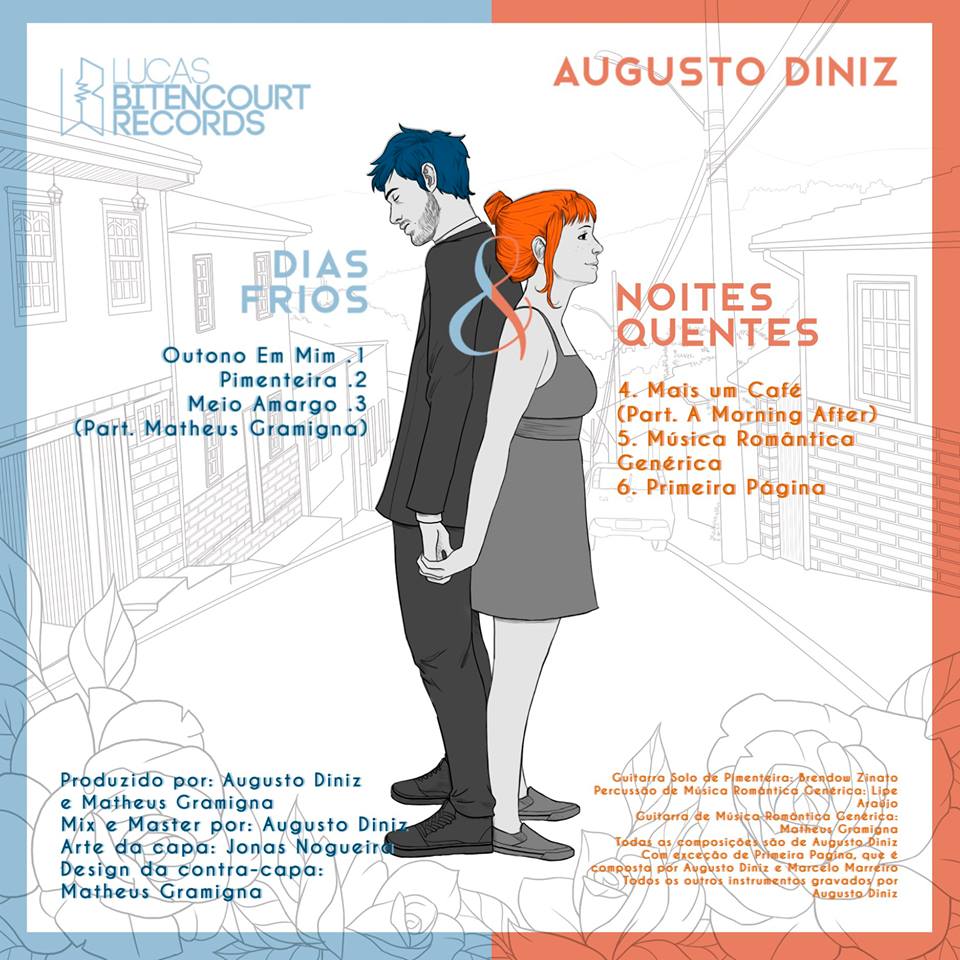 LUCAS
BITENCOURT
RECORDS
AUGUSTO DINIZ
DIAS
FRIOS
&
NOITES
QUENTES
Outono Em Mim .1
Pimenteira .2
Meio Amargo .3
(Part. Matheus Gramigna)
4. Mais um Café
(Part. A Morning After)
5. Música Romântica
Genérica
6. Primeira Página
Produzido por: Augusto Diniz
e Matheus Gramigna
Mix e Master por: Augusto Diniz
Arte da capa: Jonas Nogueira
Design da contra-capa:
Matheus Gramigna
Guitarra Solo de Pimenteira: Brendow Zinato
Percussão de Música Romântica Genérica: Lipe
Araújo
Guitarra de Música Romântica Genérica:
Matheus Gramigna
Todas as composições são de Augusto Diniz
Com exceção de Primeira Pagina, que é
composta por Augusto Diniz e Marcelo Marreiro
Todos os outros instrumentos gravados por
Augusto Diniz